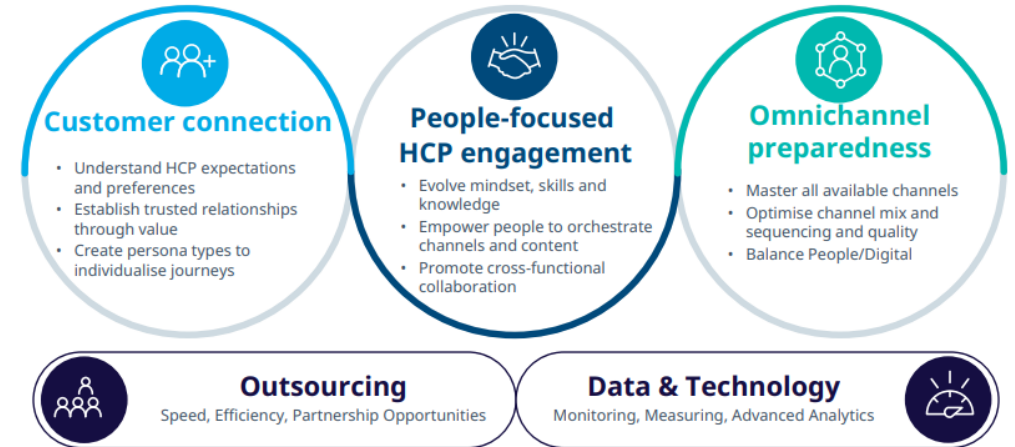 Customer connection
• Understand HCP expectations
and preferences
• Establish trusted relationships
through value
• Create persona types to
individualise journeys
People-focused
HCP engagement
• Evolve mindset, skills and
knowledge
• Empower people to orchestrate
channels and content
• Promote cross-functional
collaboration
Omnichannel
preparedness
• Master all available channels
• Optimise channel mix and
sequencing and quality
• Balance People/Digital
Outsourcing
Speed, Efficiency, Partnership Opportunities
Data & Technology
Monitoring, Measuring, Advanced Analytics